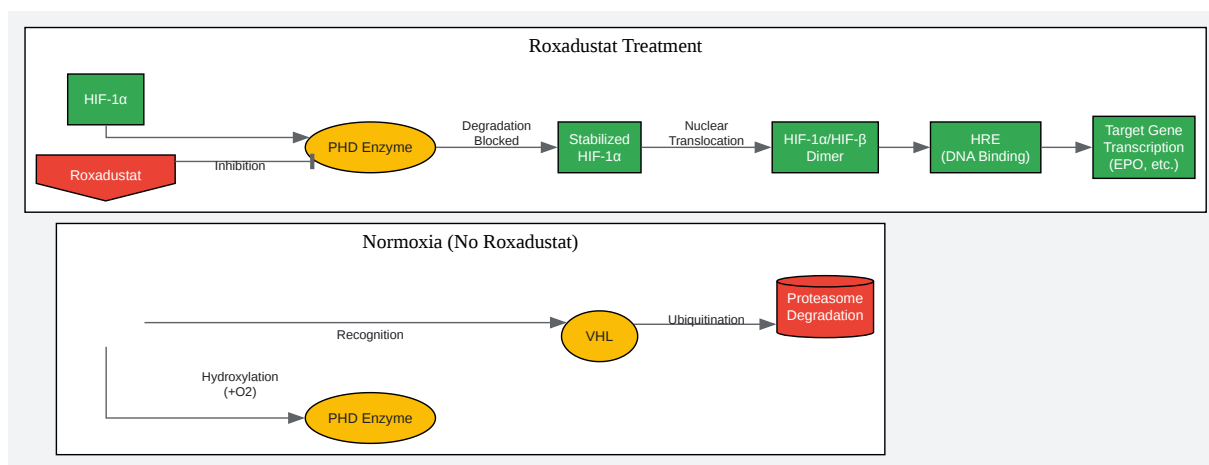 Roxadustat Treatment
HIF-1α
Roxadustat
Inhibition
PHD Enzyme
Degradation
Blocked
Stabilized
HIF-1α
Nuclear
Translocation
HIF-1α/HIF-β
Dimer
HRE
(DNA Binding)
Target Gene
Transcription
(EPO, etc.)
Normoxia (No Roxadustat)
Recognition
VHL
Ubiquitination
Proteasome
Degradation
Hydroxylation
(+O2)
PHD Enzyme